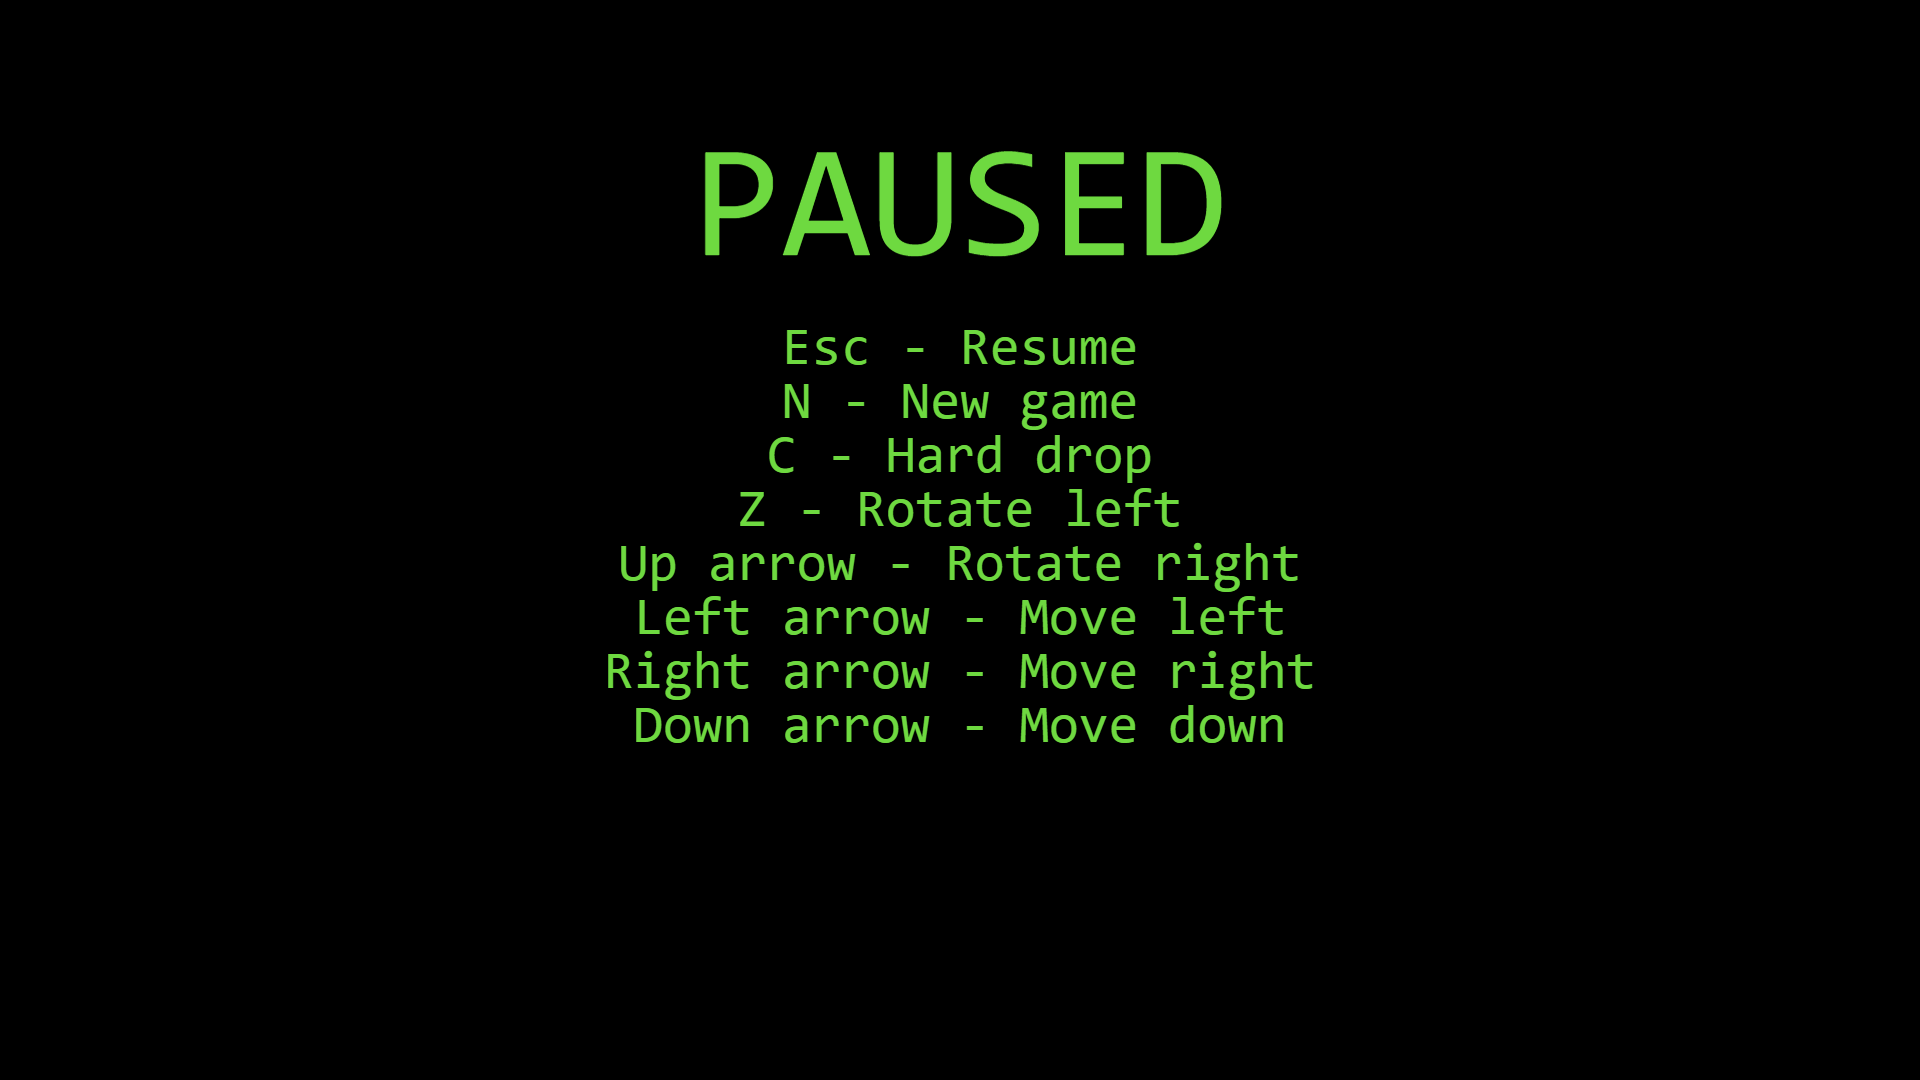 PAUSED
Esc - Resume
N - New game
C - Hard drop
Z - Rotate left
Up arrow - Rotate right
Left arrow - Move left
Right arrow - Move right
Down arrow - Move down